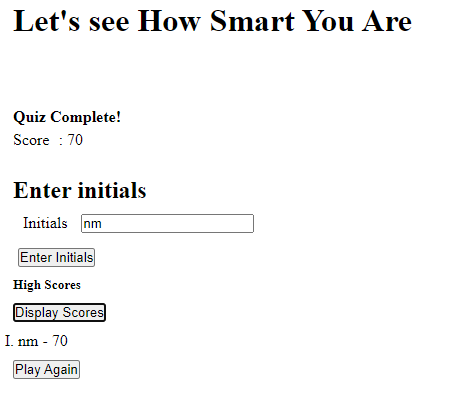 Let's see How Smart You Are
Quiz Complete!
Score : 70
Enter initials
Initials nm
Enter Initials
High Scores
Display Scores
I. nm - 70
Play Again